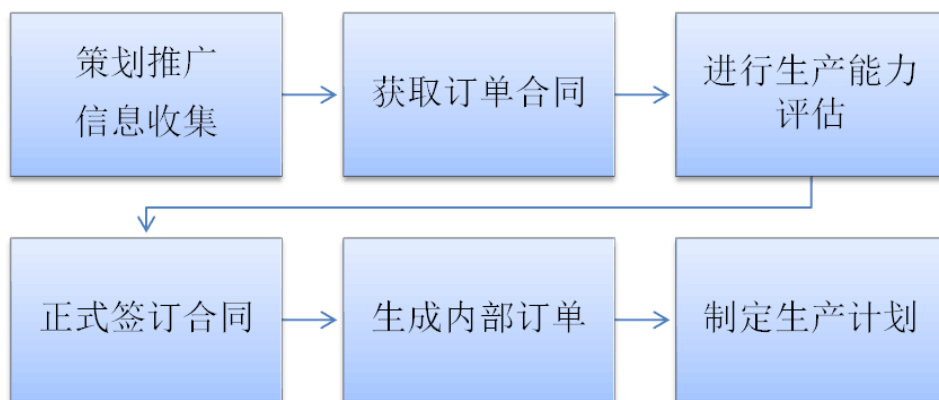 策划推广
信息收集
获取订单合同
进行生产能力
评估
正式签订合同
生成内部订单
制定生产计划